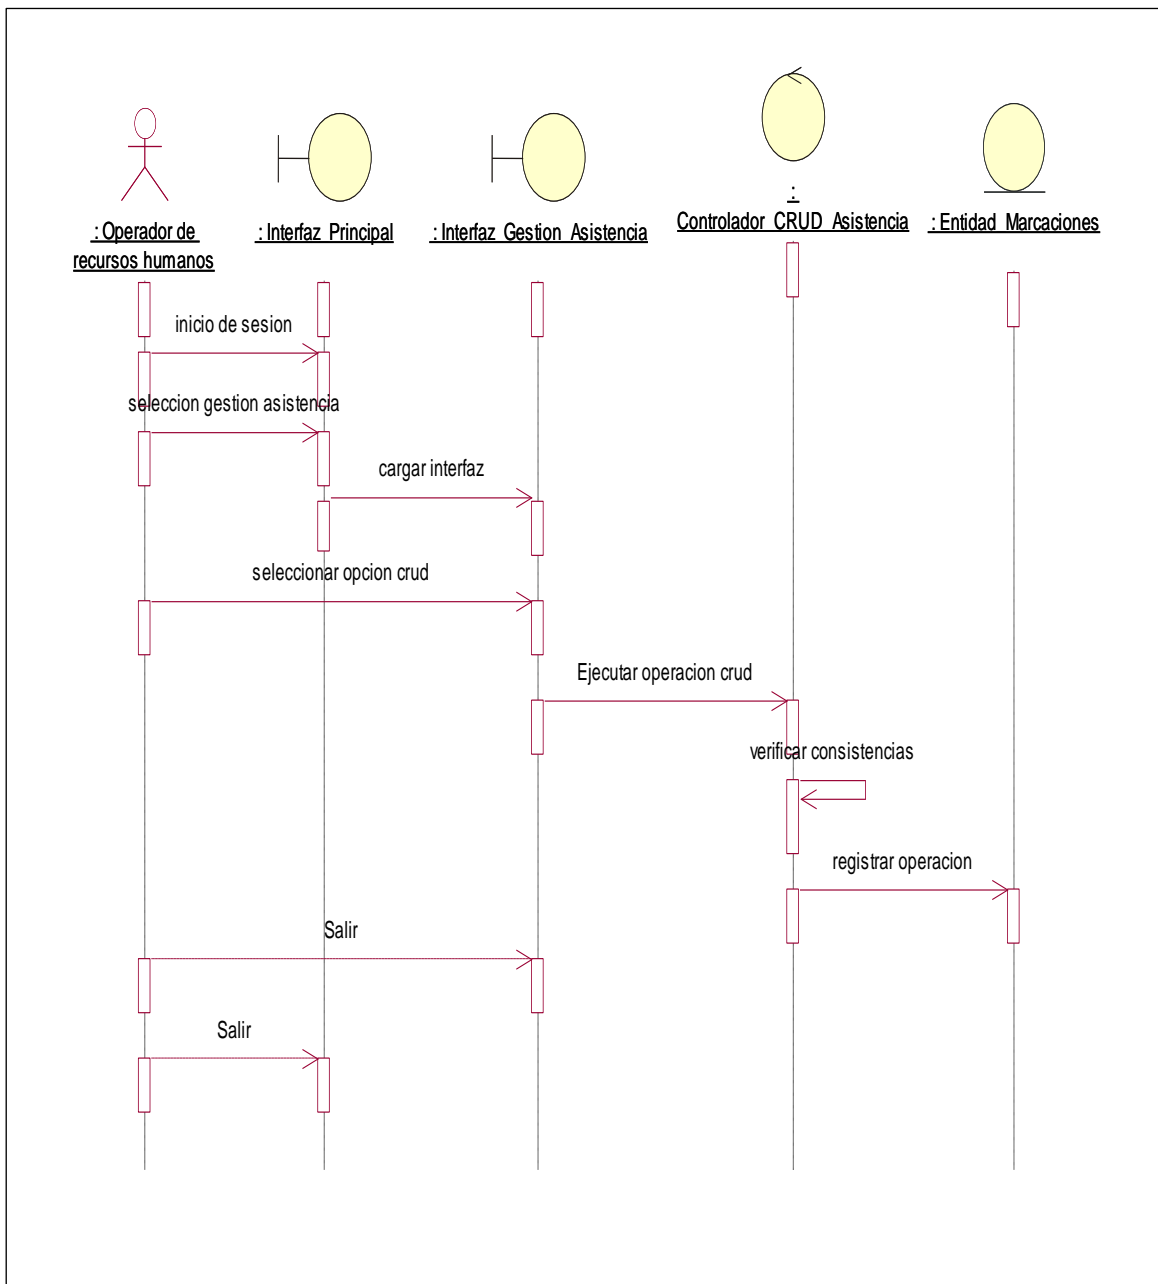 : Operador de
recursos humanos
: Interfaz Principal
: Interfaz Gestion Asistencia
:
Controlador CRUD Asistencia
: Entidad Marcaciones
inicio de sesion
seleccion gestion asistencia
cargar interfaz
seleccionar opcion crud
Ejecutar operacion crud
verificar consistencias
registrar operacion
Salir
Salir